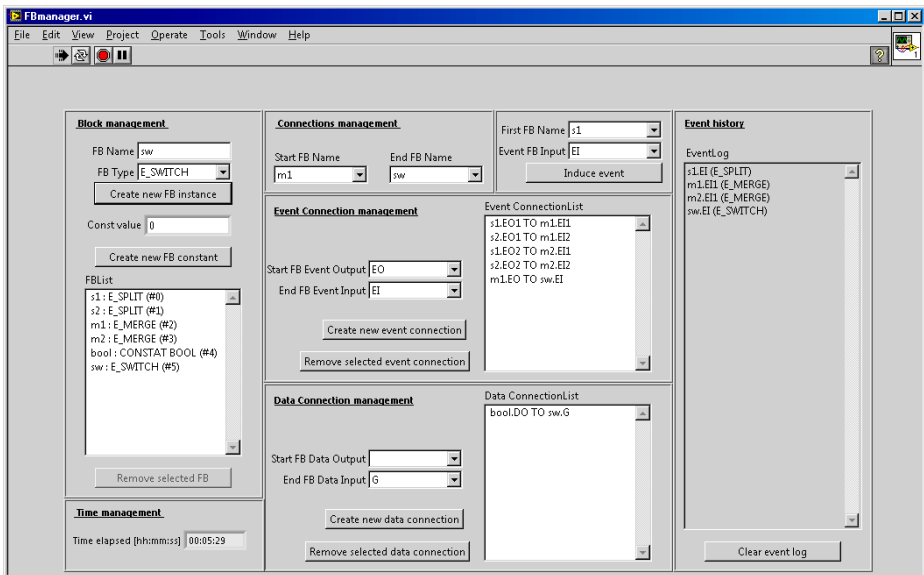 FBmanager.vi
File Edit View Project Operate Tools Window Help
?
1
Block management
FB Name sw
FB Type E_SWITCH
Create new FB instance
Const value 0
Create new FB constant
FBList
s1 : E_SPLIT (#0)
s2 : E_SPLIT (#1)
m1 : E_MERGE (#2)
m2 : E_MERGE (#3)
bool : CONSTAT BOOL (#4)
sw : E_SWITCH (#5)
Remove selected FB
Time management
Time elapsed [hh:mm:ss] 00:05:29
Connections management
Start FB Name End FB Name
m1 sw
First FB Name s1
Event FB Input EI
Induce event
Event Connection management
Start FB Event Output EO
End FB Event Input EI
Create new event connection
Remove selected event connection
Event ConnectionList
s1.EO1 TO m1.EI1
s2.EO1 TO m1.EI2
s1.EO2 TO m2.EI1
s2.EO2 TO m2.EI2
m1.EO TO sw.EI
Data Connection management
Start FB Data Output
End FB Data Input G
Create new data connection
Remove selected data connection
Data ConnectionList
bool.DO TO sw.G
Event history
EventLog
s1.EI (E_SPLIT)
m1.EI1 (E_MERGE)
m2.EI1 (E_MERGE)
sw.EI (E_SWITCH)
Clear event log